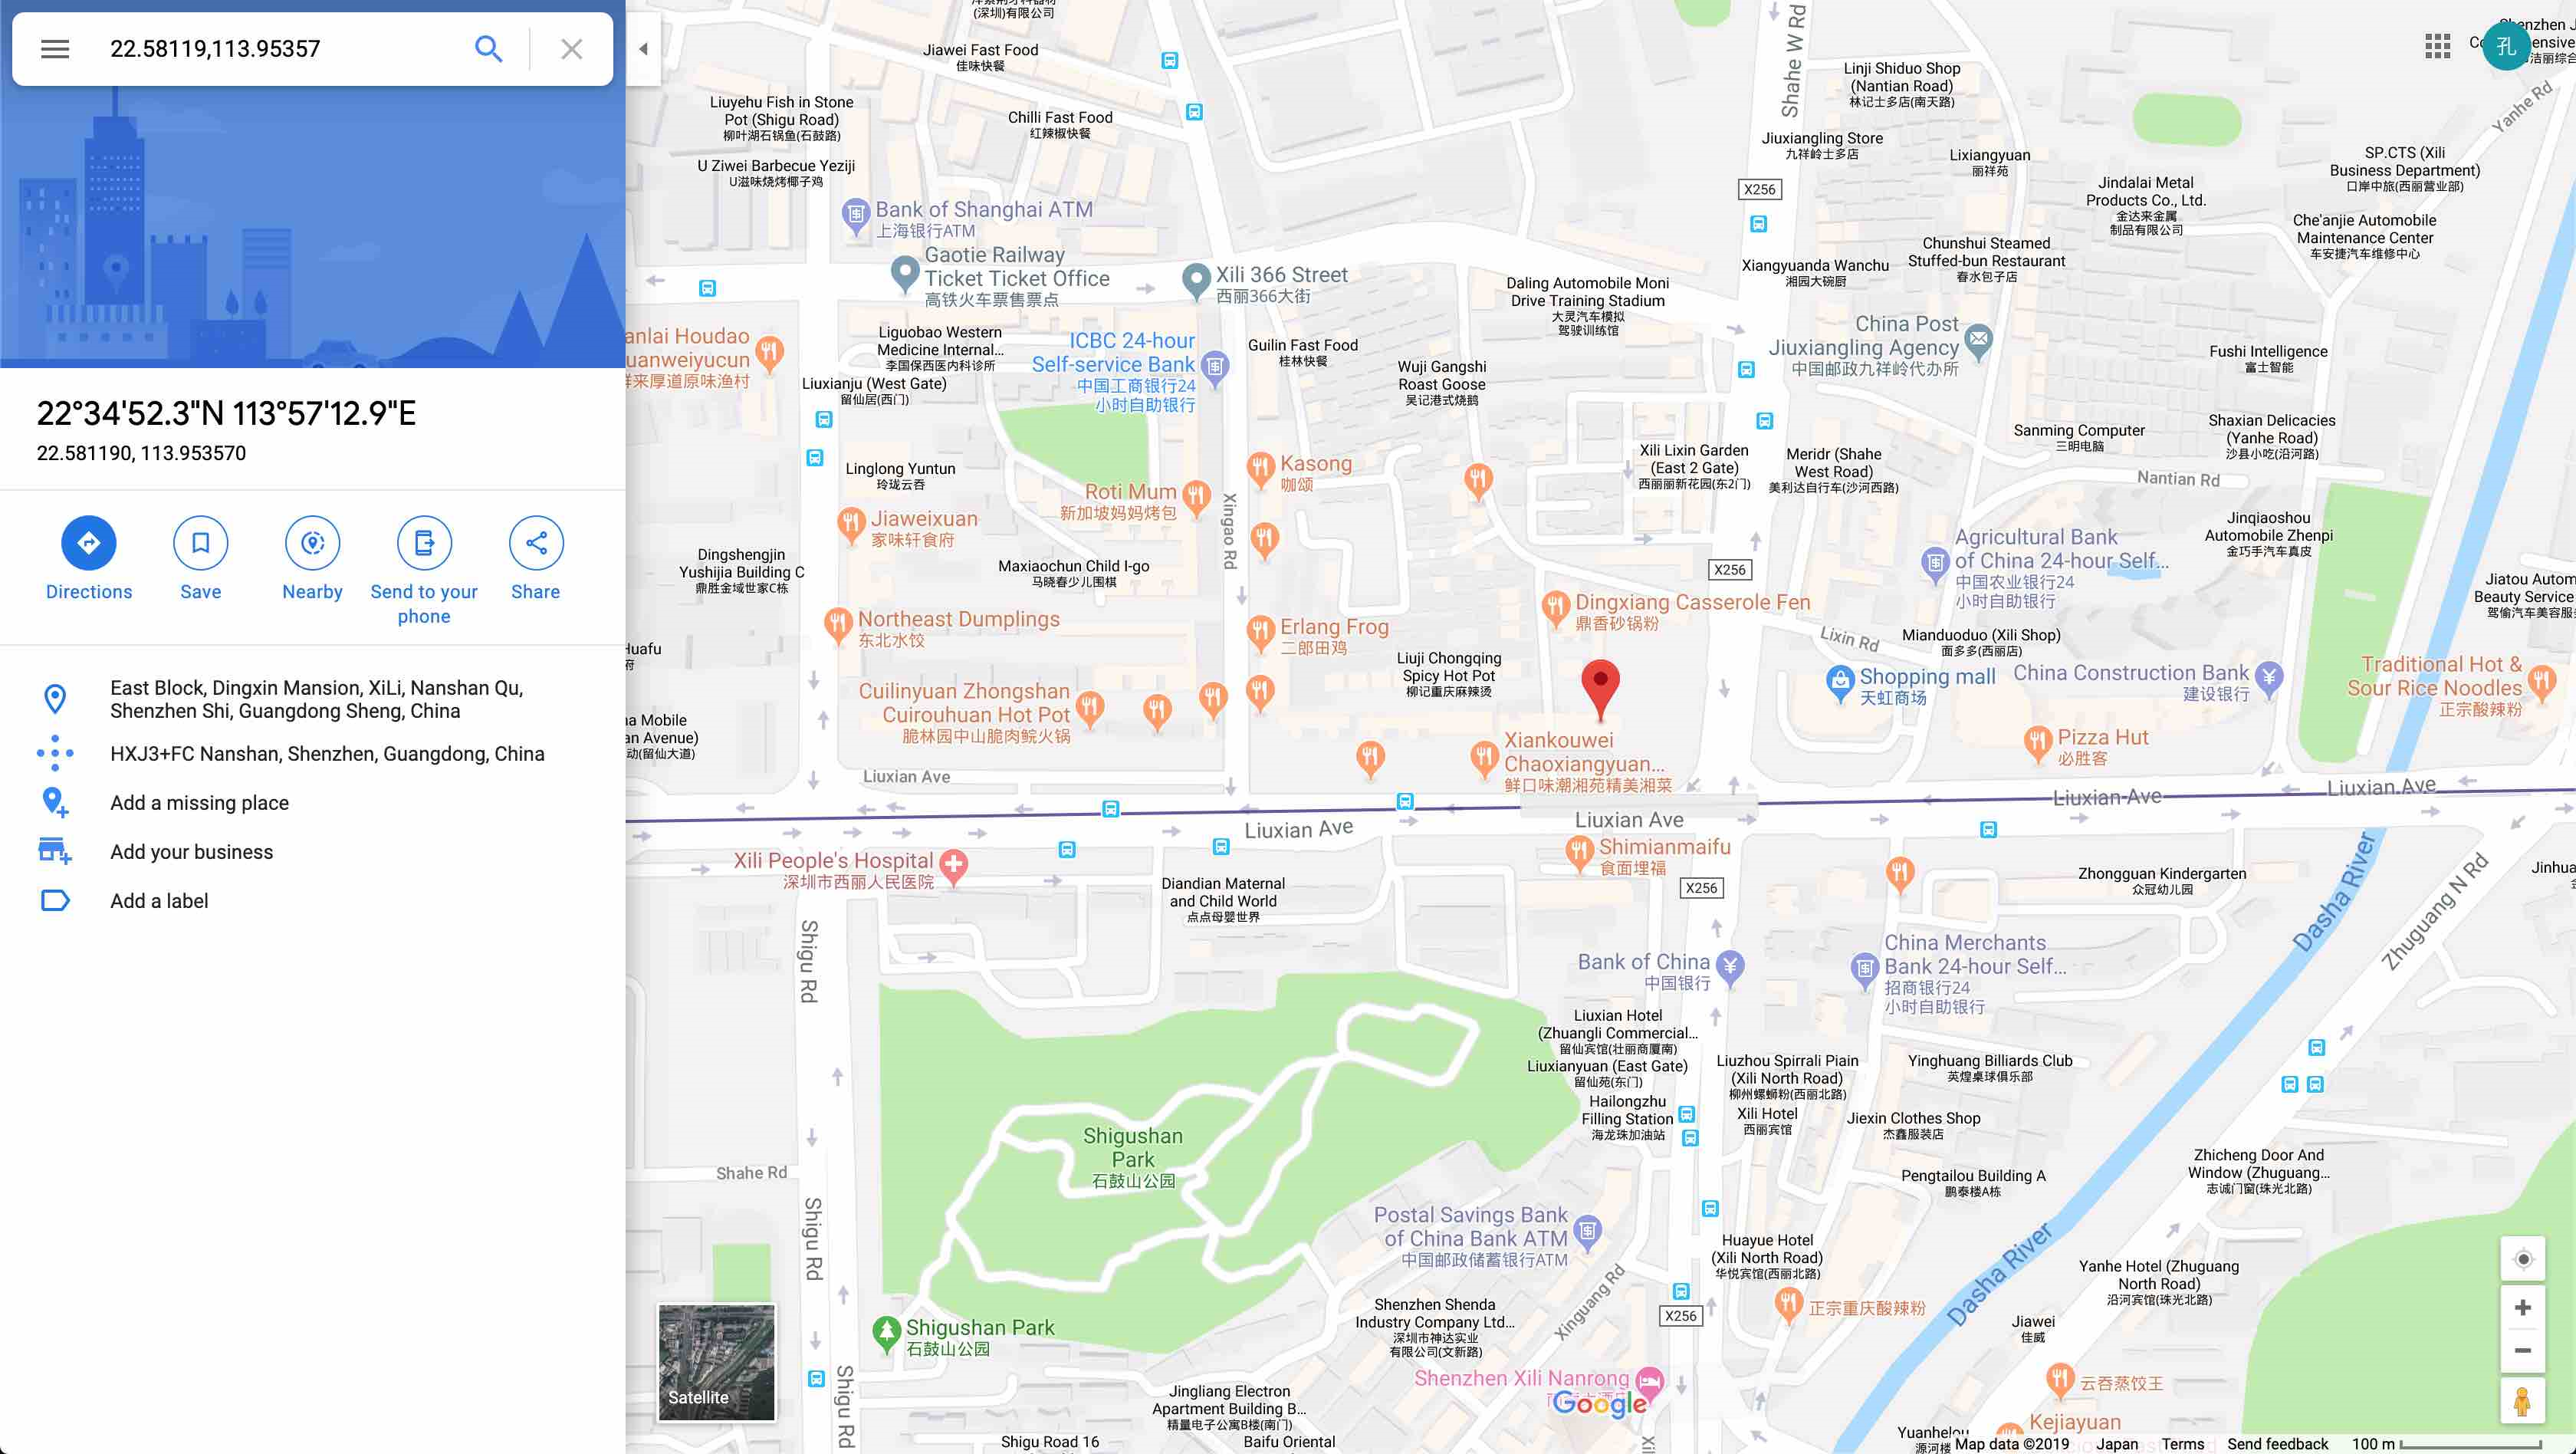 22.58119,113.95357
22°34'52.3"N 113°57'12.9"E
22.581190, 113.953570
Directions
Save
Nearby
Send to your
phone
Share
East Block, Dingxin Mansion, XiLi, Nanshan Qu,
Shenzhen Shi, Guangdong Sheng, China
HXJ3+FC Nanshan, Shenzhen, Guangdong, China
Add a missing place
Add your business
Add a label
(深圳)有限公司
Jiawei Fast Food
佳味快餐
Liuyehu Fish in Stone
Pot (Shigu Road)
柳叶湖石锅鱼(石鼓路)
Chilli Fast Food
红辣椒快餐
U Ziwei Barbecue Yeziji
U滋味烧烤椰子鸡
Bank of Shanghai ATM
上海银行ATM
Gaotie Railway
Ticket Ticket Office
高铁火车票售票点
Xili 366 Street
西丽366大街
Shahe W Rd
Linji Shiduo Shop
(Nantian Road)
林记士多店(南天路)
Jiuxiangling Store
九祥岭士多店
Lixiangyuan
丽祥苑
X256
孔
Yanhe Rd
SP.CTS (Xili
Business Department)
口岸中旅(西丽营业部)
Jindalai Metal
Products Co., Ltd.
金达来金属
制品有限公司
Che'anjie Automobile
Maintenance Center
车安捷汽车维修中心
Chunshui Steamed
Stuffed-bun Restaurant
春水包子店
Xiangyuanda Wanchu
湘园大碗厨
Daling Automobile Moni
Drive Training Stadium
大灵汽车模拟
驾驶训练馆
anlai Houdao
uanweiyucun
来厚道原味渔村
Liguobao Western
Medicine Internal...
李国保西医内科诊所
Liuxianju (West Gate)
留仙居(西门)
ICBC 24-hour
Self-service Bank
中国工商银行24
小时自助银行
Guilin Fast Food
桂林快餐
Wuji Gangshi
Roast Goose
吴记港式烧鹅
China Post
Jiuxiangling Agency
中国邮政九祥岭代办所
Fushi Intelligence
富士智能
Shaxian Delicacies
(Yanhe Road)
沙县小吃(沿河路)
Sanming Computer
三明电脑
Nantian Rd
Linglong Yuntun
玲珑云吞
Kasong
咖颂
Roti Mum
新加坡妈妈烤包
Xingao Rd
Xili Lixin Garden
(East 2 Gate)
西丽丽新花园(东2门)
Meridr (Shahe
West Road)
美利达自行车(沙河西路)
Jiaweixuan
家味轩食府
Jinqiaoshou
Automobile Zhenpi
金巧手汽车真皮
Agricultural Bank
of China 24-hour Self...
中国农业银行24
小时自助银行
Dingshengjin
Yushijia Building C
鼎胜金域世家C栋
Maxiaochun Child I-go
马晓春少儿围棋
X256
Jiatou Autom
Beauty Service
驾偷汽车美容服
Northeast Dumplings
东北水饺
Erlang Frog
二郎田鸡
Dingxiang Casserole Fen
鼎香砂锅粉
Lixin Rd
Mianduoduo (Xili Shop)
面多多(西丽店)
Huafu
府
Liuji Chongqing
Spicy Hot Pot
柳记重庆麻辣烫
Shopping mall
天虹商场
China Construction Bank
建设银行
Traditional Hot &
Sour Rice Noodles
正宗酸辣粉
Cuilinyuan Zhongshan
Cuirouhuan Hot Pot
脆林园中山脆肉鲩火锅
na Mobile
an Avenue)
动(留仙大道)
Xiankouwei
Chaoxiangyuan...
鲜口味潮湘苑精美湘菜
Pizza Hut
必胜客
Liuxian Ave
Liuxian Ave
Liuxian Ave
Liuxian Ave
Liuxian Ave
Xili People's Hospital
深圳市西丽人民医院
Shimianmaifu
食面埋福
Diandian Maternal
and Child World
点点母婴世界
X256
Zhongguan Kindergarten
众冠幼儿园
Dasha River
Zhuguang N Rd
Jinhua
Shigu Rd
Bank of China
中国银行
China Merchants
Bank 24-hour Self...
招商银行24
小时自助银行
Liuxian Hotel
(Zhuangli Commercial...
留仙宾馆(壮丽商厦南)
Liuxianyuan (East Gate)
留仙苑(东门)
Liuzhou Spirrali Piain
(Xili North Road)
柳州螺蛳粉(西丽北路)
Yinghuang Billiards Club
英煌桌球俱乐部
Hailongzhu
Filling Station
海龙珠加油站
Xili Hotel
西丽宾馆
Jiexin Clothes Shop
杰鑫服装店
Shigushan
Park
石鼓山公园
Shahe Rd
Zhicheng Door And
Window (Zhuguang...
志诚门窗(珠光北路)
Pengtailou Building A
鹏泰楼A栋
Shigu Rd
Postal Savings Bank
of China Bank ATM
中国邮政储蓄银行ATM
Huayue Hotel
(Xili North Road)
华悦宾馆(西丽北路)
Dasha River
Yanhe Hotel (Zhuguang
North Road)
沿河宾馆(珠光北路)
Xinguang Rd
X256
正宗重庆酸辣粉
Shenzhen Shenda
Industry Company Ltd...
深圳市神达实业
有限公司(文新路)
Jiawei
佳威
Shigushan Park
石鼓山公园
Satellite
Shigu Rd
Shenzhen Xili Nanrong
Google
云吞蒸饺王
Jingliang Electron
Apartment Building B...
精量电子公寓B楼(南门)
Kejiayuan
Yuanhelou
源河楼
Shigu Road 16
Baifu Oriental
Map data ©2019
Japan
Terms
Send feedback
100 m